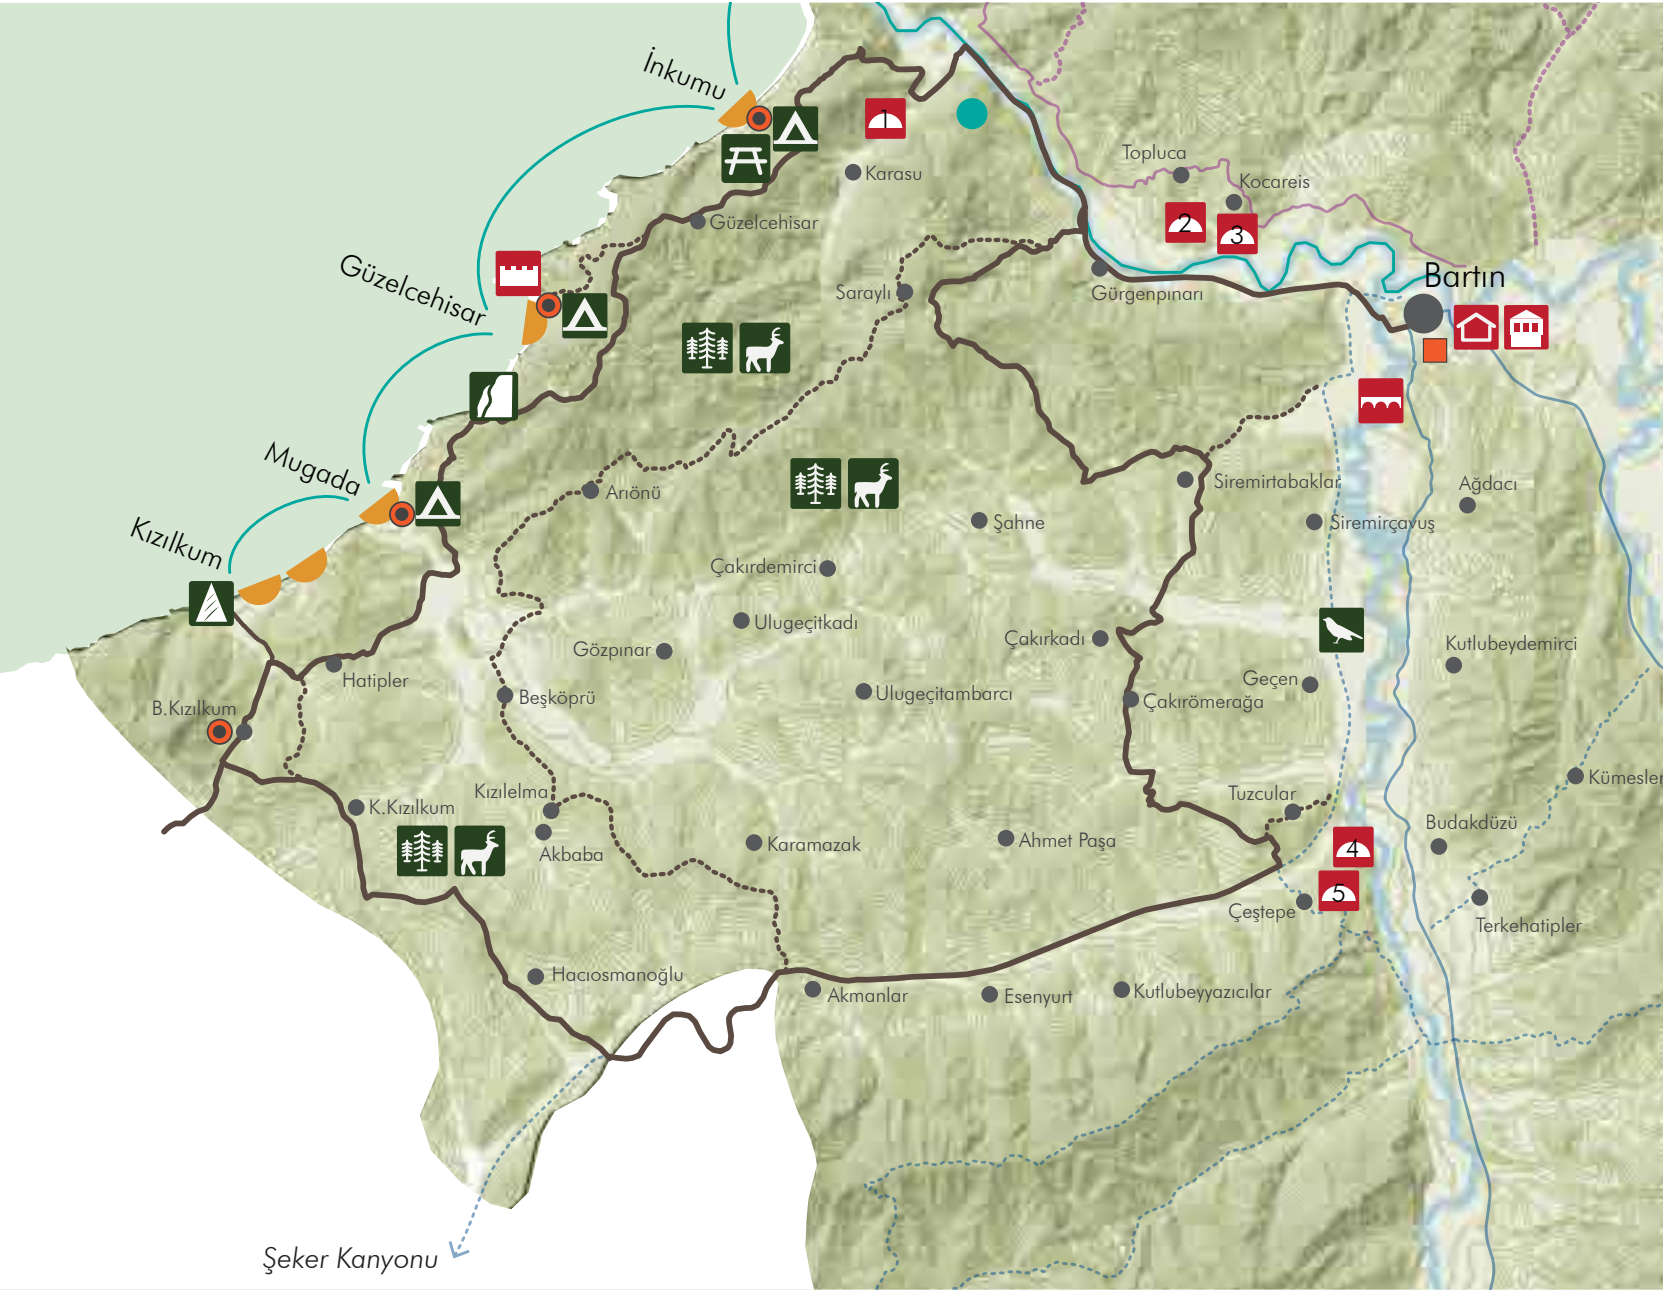 İnkumu
1
Karasu
Topluca
Kocareis
2
3
Güzelcehisar
Güzelcehisar
Saraylı
Gürgenpınarı
Bartın
Mugada
Arıönü
Siremirtabaklar
Ağdacı
Şahne
Siremirçavuş
Kızılkum
Çakırdemirci
Ulugeçitkadı
Çakırkadı
Kutlubeydemirci
Gözpınar
Hatipler
Beşköprü
Ulugeçitambarcı
Geçen
Çakırömerağa
B.Kızılkum
Kümesler
Kızılelma
Tuzcular
K.Kızılkum
Budakdüzü
Akbaba
Karamazak
Ahmet Paşa
4
5
Çeştepe
Terkehatipler
Hacıosmanoğlu
Akmanlar
Esenyurt
Kutlubeyyazıcılar
Şeker Kanyonu